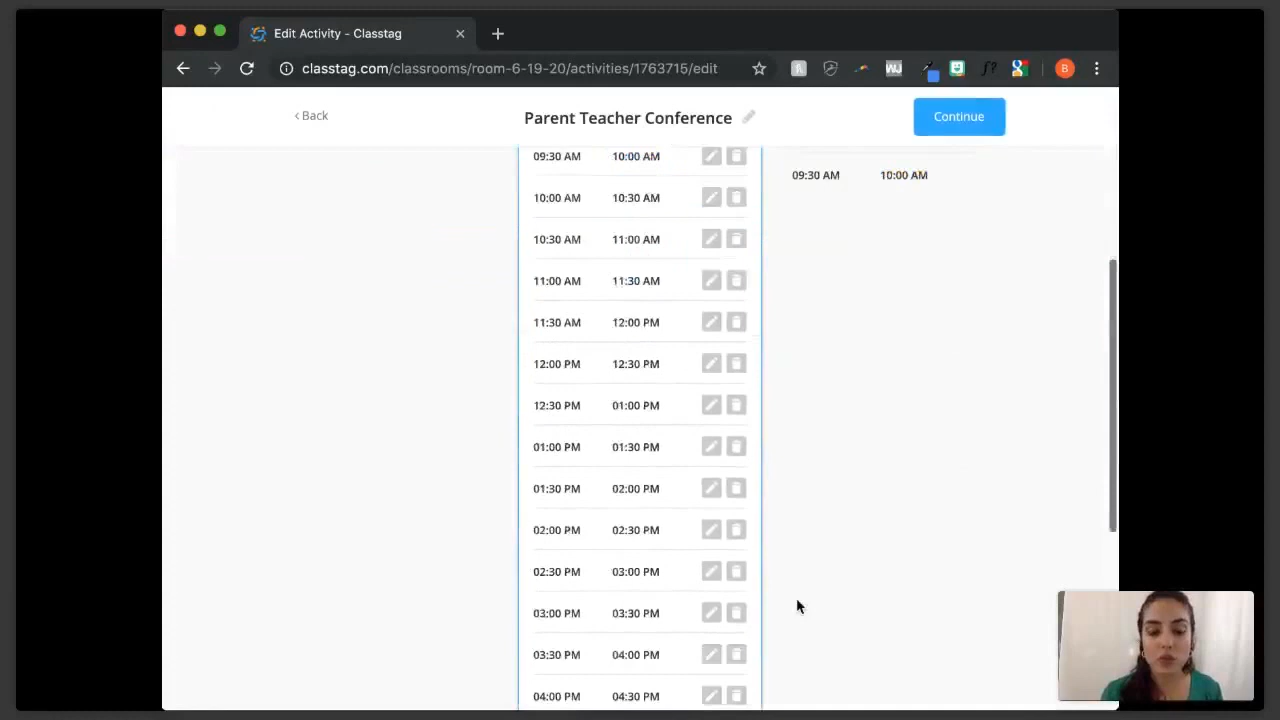 Edit Activity - Classtag
classtag.com/classrooms/room-6-19-20/activities/1763715/edit
Back
Parent Teacher Conference
Continue
09:30 AM 10:00 AM
09:30 AM 10:00 AM
10:00 AM 10:30 AM
10:30 AM 11:00 AM
11:00 AM 11:30 AM
11:30 AM 12:00 PM
12:00 PM 12:30 PM
12:30 PM 01:00 PM
01:00 PM 01:30 PM
01:30 PM 02:00 PM
02:00 PM 02:30 PM
02:30 PM 03:00 PM
03:00 PM 03:30 PM
03:30 PM 04:00 PM
04:00 PM 04:30 PM